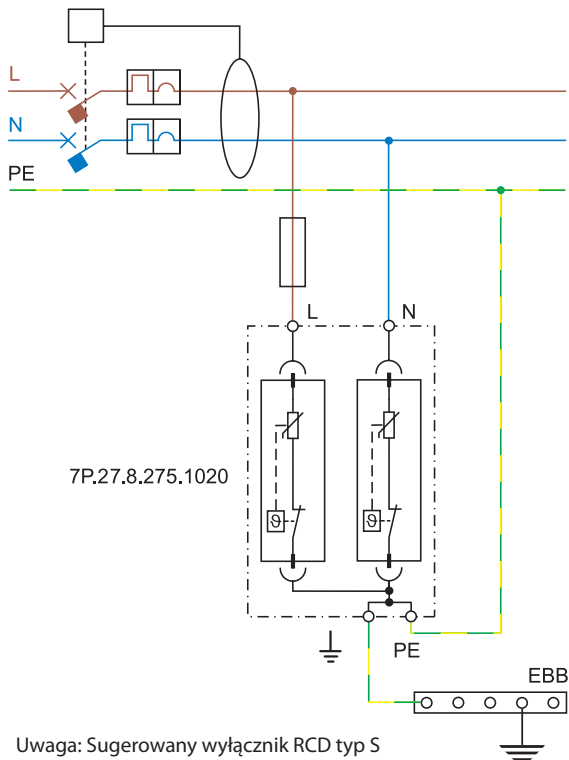 L
N
PE
L
N
7P.27.8.275.1020
ϑ
ϑ
PE
EBB
Uwaga: Sugerowany wyłącznik RCD typ S